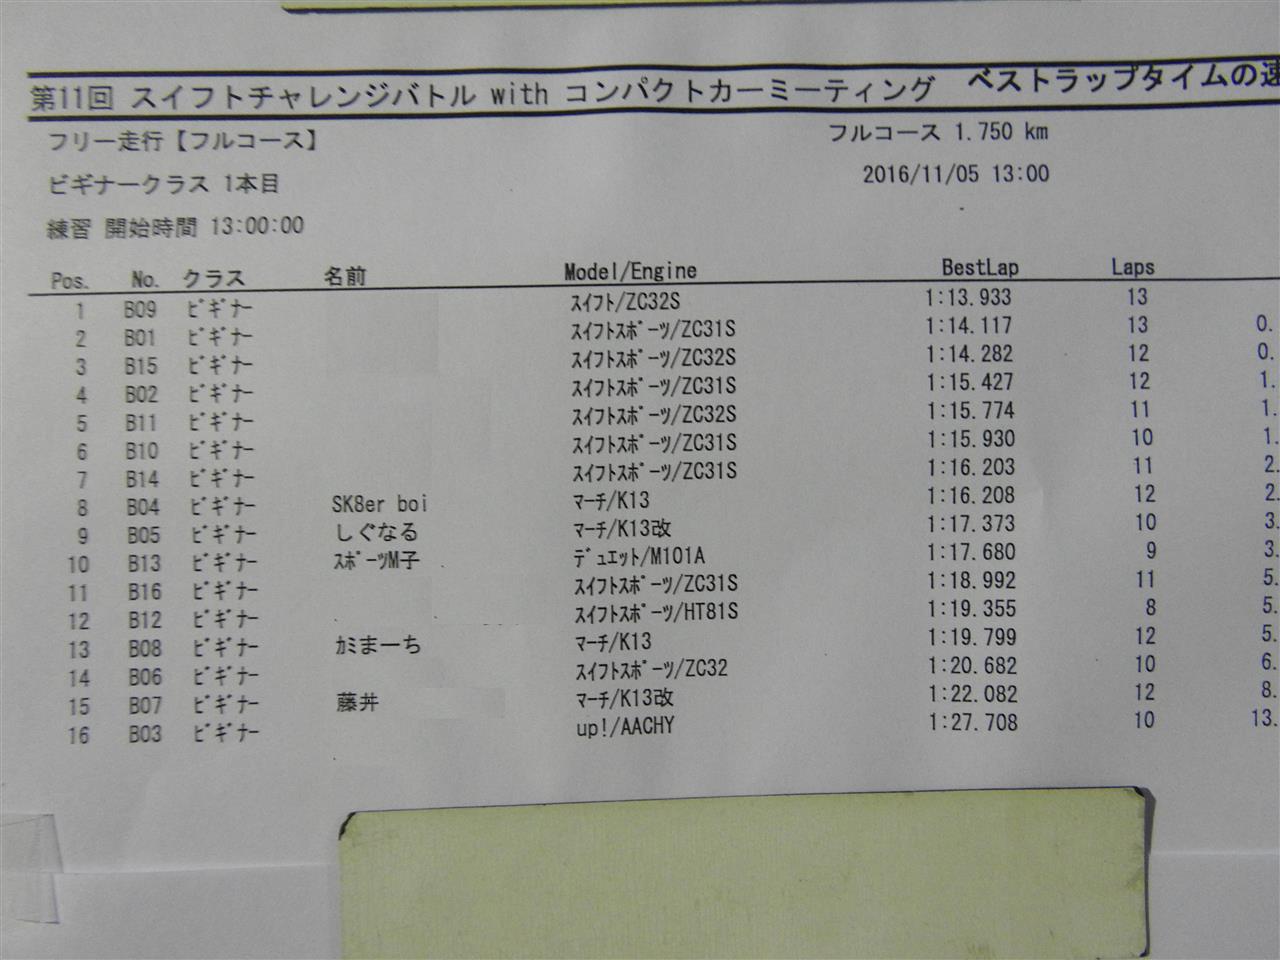 第11回 スイフトチャレンジバトル with コンパクトカーミーティング ベストラップタイムの速
フリー走行【フルコース】 フルコース 1.750 km
ビギナークラス 1本目 2016/11/05 13:00
練習 開始時間 13:00:00
Pos. No. クラス 名前 Model/Engine BestLap Laps
1 B09 ﾋﾞｷﾞﾅｰ ｽｲﾌﾄ/ZC32S 1:13.933 13
2 B01 ﾋﾞｷﾞﾅｰ ｽｲﾌﾄｽﾎﾟｰﾂ/ZC31S 1:14.117 13 0.
3 B15 ﾋﾞｷﾞﾅｰ ｽｲﾌﾄｽﾎﾟｰﾂ/ZC32S 1:14.282 12 0.
4 B02 ﾋﾞｷﾞﾅｰ ｽｲﾌﾄｽﾎﾟｰﾂ/ZC31S 1:15.427 12 1.
5 B11 ﾋﾞｷﾞﾅｰ ｽｲﾌﾄｽﾎﾟｰﾂ/ZC32S 1:15.774 11 1.
6 B10 ﾋﾞｷﾞﾅｰ ｽｲﾌﾄｽﾎﾟｰﾂ/ZC31S 1:15.930 10 1.
7 B14 ﾋﾞｷﾞﾅｰ ｽｲﾌﾄｽﾎﾟｰﾂ/ZC31S 1:16.203 11 2.
8 B04 ﾋﾞｷﾞﾅｰ SK8er boi ﾏｰﾁ/K13 1:16.208 12 2.
9 B05 ﾋﾞｷﾞﾅｰ しぐなる ﾏｰﾁ/K13改 1:17.373 10 3.
10 B13 ﾋﾞｷﾞﾅｰ ｽﾎﾟｰﾂM子 ﾃﾞｭｴｯﾄ/M101A 1:17.680 9 3.
11 B16 ﾋﾞｷﾞﾅｰ ｽｲﾌﾄｽﾎﾟｰﾂ/ZC31S 1:18.992 11 5.
12 B12 ﾋﾞｷﾞﾅｰ ｽｲﾌﾄｽﾎﾟｰﾂ/HT81S 1:19.355 8 5.
13 B08 ﾋﾞｷﾞﾅｰ ｶﾐまーち ﾏｰﾁ/K13 1:19.799 12 5.
14 B06 ﾋﾞｷﾞﾅｰ ｽｲﾌﾄｽﾎﾟｰﾂ/ZC32 1:20.682 10 6.
15 B07 ﾋﾞｷﾞﾅｰ 藤丼 ﾏｰﾁ/K13改 1:22.082 12 8.
16 B03 ﾋﾞｷﾞﾅｰ up!/AACHY 1:27.708 10 13.